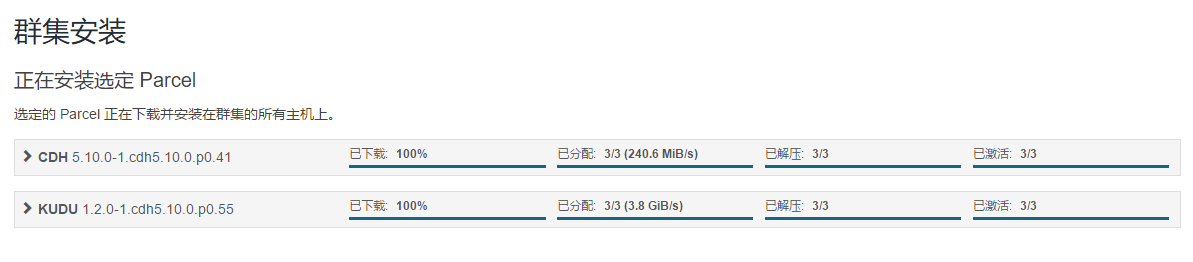 群集安装
正在安装选定 Parcel
选定的 Parcel 正在下载并安装在群集的所有主机上。
CDH 5.10.0-1.cdh5.10.0.p0.41 已下载: 100% 已分配: 3/3 (240.6 MiB/s) 已解压: 3/3 已激活: 3/3
KUDU 1.2.0-1.cdh5.10.0.p0.55 已下载: 100% 已分配: 3/3 (3.8 GiB/s) 已解压: 3/3 已激活: 3/3